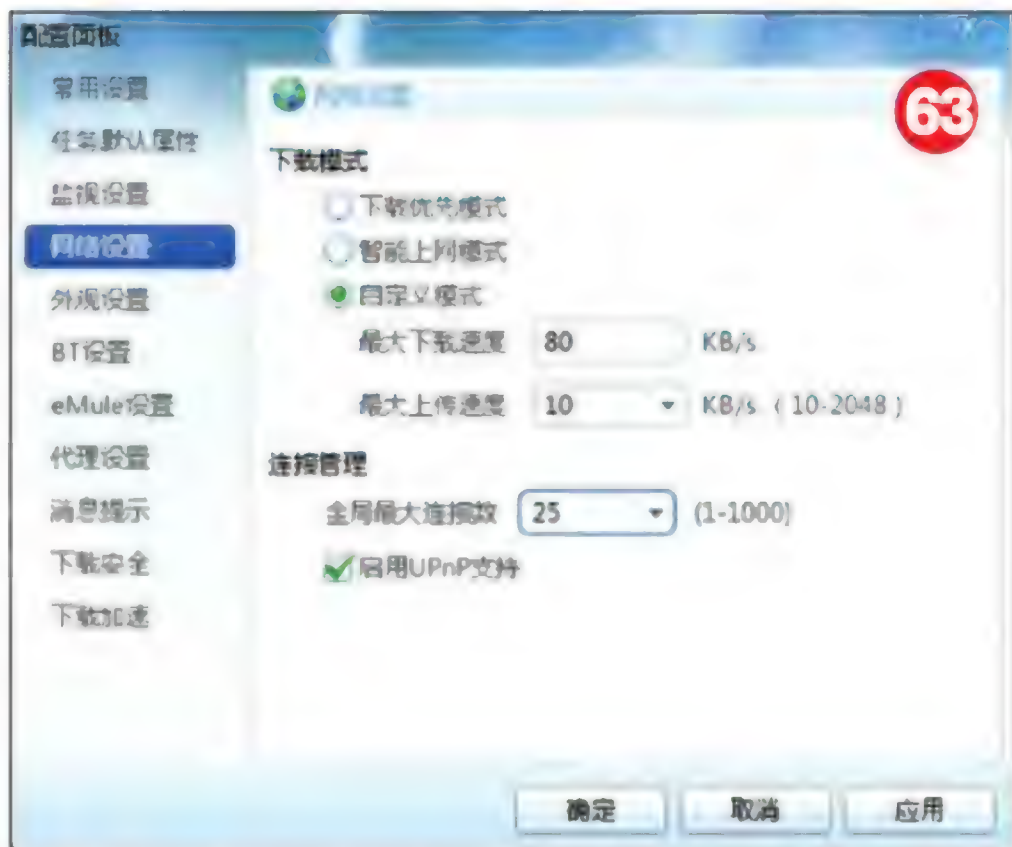 配置面板
常用设置
任务默认属性
监视设置
网络设置
外观设置
BT设置
eMule设置
代理设置
消息提示
下载安全
下载加速
网络设置
63
下载模式
下载优先模式
智能上网模式
自定义模式
最大下载速度 80 KB/s
最大上传速度 10 KB/s (10-2048)
连接管理
全局最大连接数 25 (1-1000)
启用UPnP支持
确定 取消 应用